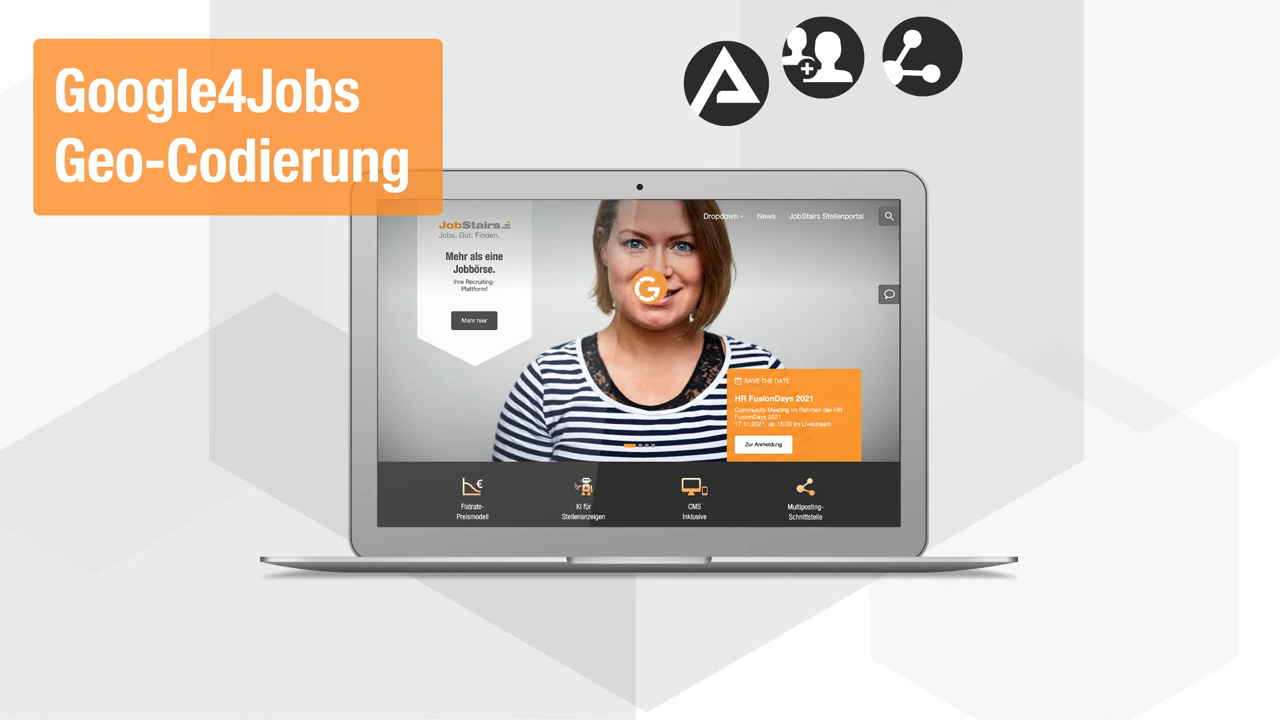 Google4Jobs
Geo-Codierung
Dropdown
News
JobStairs Stellenportal
JobStairs
Jobs. Gut. Finden.
Mehr als eine
Jobbörse.
Ihre Recruiting-
Plattform!
Mehr hier
G
SAVE THE DATE
HR FusionDays 2021
Community Meeting im Rahmen der HR
FusionDays 2021
17.11.2021, ab 15.00 im Livestream
Zur Anmeldung
Flatrate-
Preismodell
KI für
Stellenanzeigen
CMS
Inklusive
Multiposting-
Schnittstelle